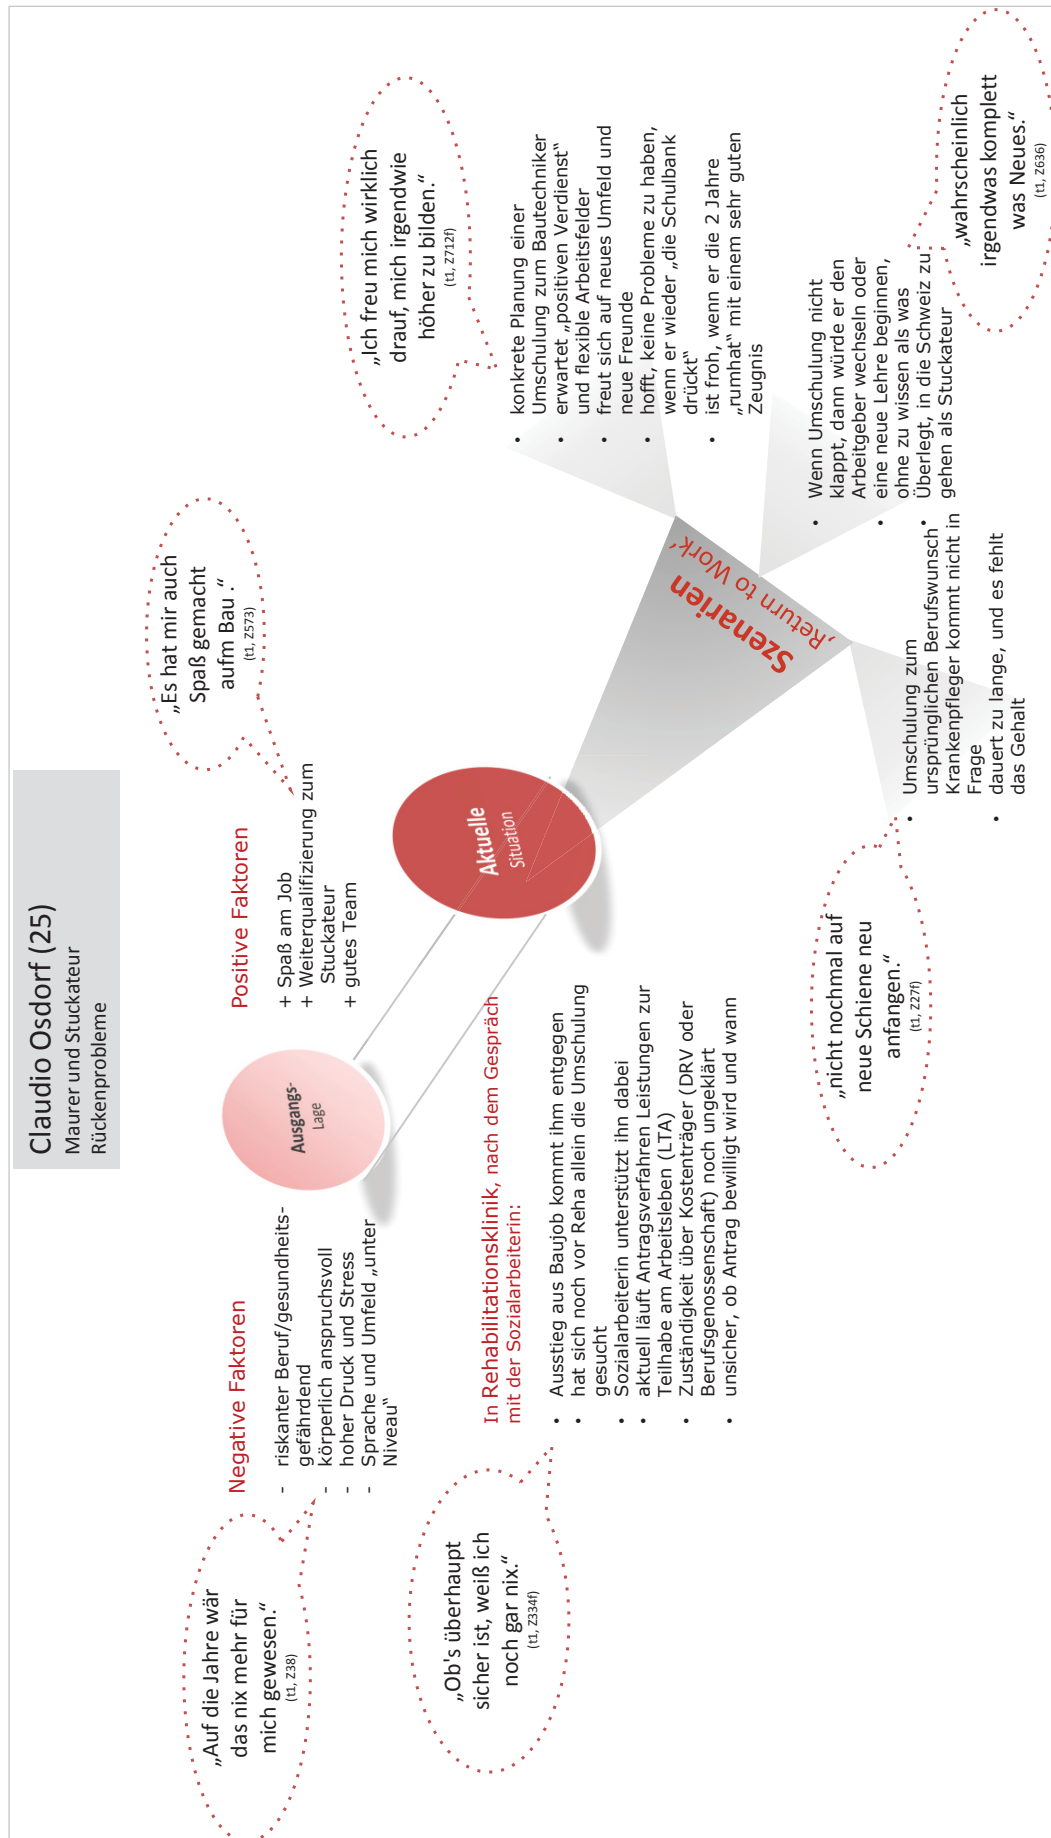 Claudio Osdorf (25)
Maurer und Stuckateur
Rückenprobleme
„Auf die Jahre wär
das nix mehr für
mich gewesen.“
(t1, Z38)
Negative Faktoren
- riskanter Beruf/gesundheits-
gefährdend
- körperlich anspruchsvoll
- hoher Druck und Stress
- Sprache und Umfeld „unter
Niveau“
Ausgangs-
Lage
Positive Faktoren
+ Spaß am Job
+ Weiterqualifizierung zum
Stuckateur
+ gutes Team
„Es hat mir auch
Spaß gemacht
aufm Bau .“
(t1, Z573)
„Ob's überhaupt
sicher ist, weiß ich
noch gar nix.“
(t1, Z334f)
In Rehabilitationsklinik, nach dem Gespräch
mit der Sozialarbeiterin:
• Ausstieg aus Baujob kommt ihm entgegen
• hat sich noch vor Reha allein die Umschulung
gesucht
• Sozialarbeiterin unterstützt ihn dabei
• aktuell läuft Antragsverfahren Leistungen zur
Teilhabe am Arbeitsleben (LTA)
• Zuständigkeit über Kostenträger (DRV oder
Berufsgenossenschaft) noch ungeklärt
• unsicher, ob Antrag bewilligt wird und wann
Aktuelle
Situation
Szenarien
‚Return to Work‘
„Ich freu mich wirklich
drauf, mich irgendwie
höher zu bilden.“
(t1, Z712f)
• konkrete Planung einer
Umschulung zum Bautechniker
• erwartet „positiven Verdienst“
und flexible Arbeitsfelder
• freut sich auf neues Umfeld und
neue Freunde
• hofft, keine Probleme zu haben,
wenn er wieder „die Schulbank
drückt“
• ist froh, wenn er die 2 Jahre
„rumhat“ mit einem sehr guten
Zeugnis
• Wenn Umschulung nicht
klappt, dann würde er den
Arbeitgeber wechseln oder
• eine neue Lehre beginnen,
ohne zu wissen als was
• Überlegt, in die Schweiz zu
gehen als Stuckateur
„wahrscheinlich
irgendwas komplett
was Neues.“
(t1, Z636)
„nicht nochmal auf
neue Schiene neu
anfangen.“
(t1, Z27f)
• Umschulung zum
ursprünglichen Berufswunsch
Krankenpfleger kommt nicht in
Frage
• dauert zu lange, und es fehlt
das Gehalt